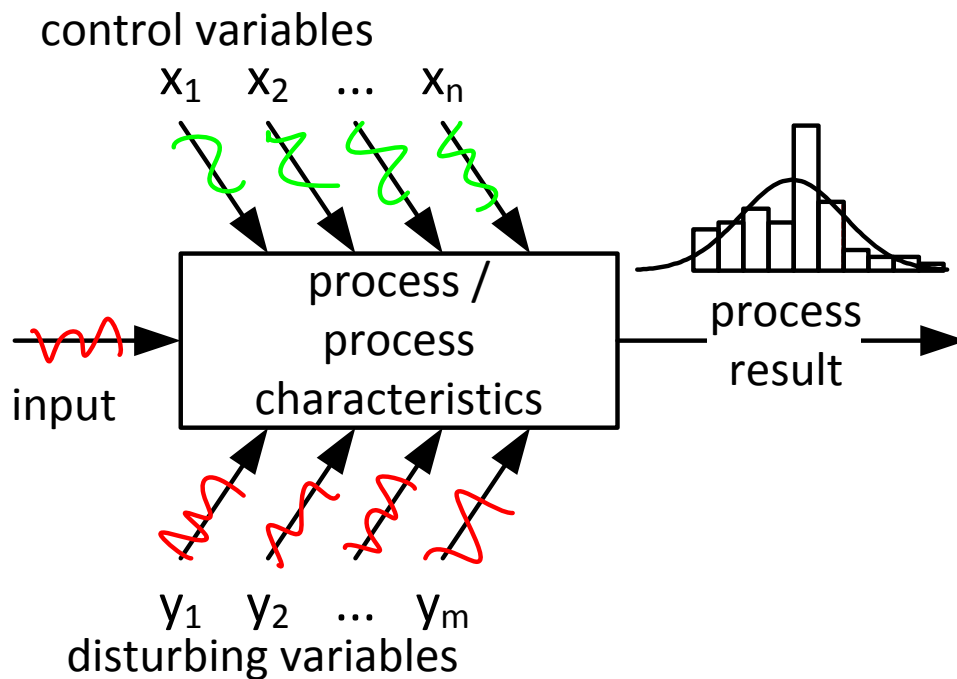 control variables
x₁ x₂ ... xₙ
process /
process
characteristics
input
process
result
y₁ y₂ ... yₘ
disturbing variables